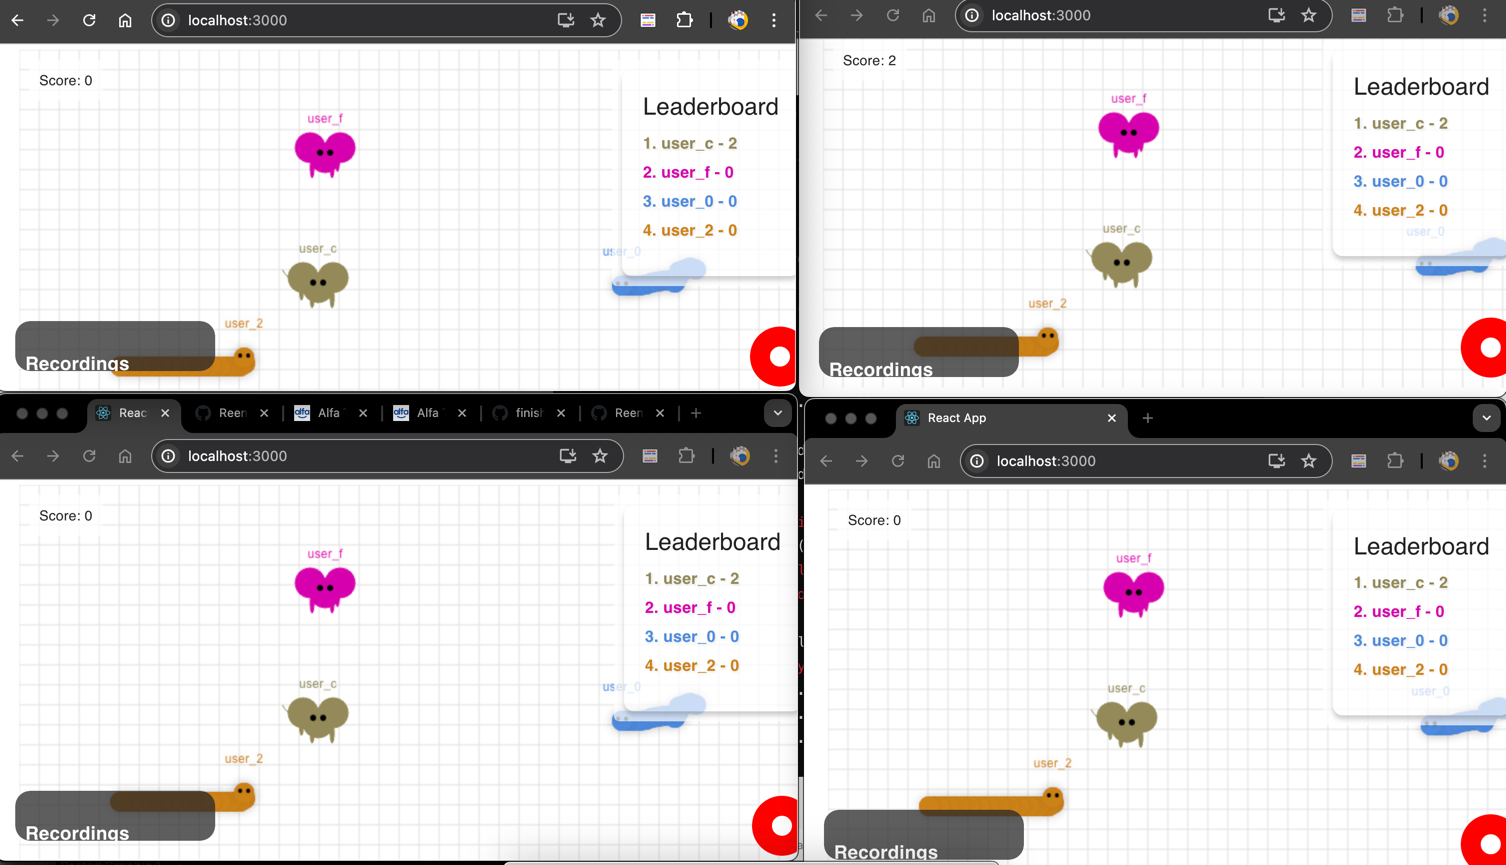 localhost:3000
Score: 0
user_f
Leaderboard
1. user_c - 2
2. user_f - 0
3. user_0 - 0
4. user_2 - 0
user_c
user_0
user_2
Recordings
localhost:3000
Score: 2
user_f
Leaderboard
1. user_c - 2
2. user_f - 0
3. user_0 - 0
4. user_2 - 0
user_c
user_0
user_2
Recordings
Reac
Reen
alfa Alfa
alfa Alfa
finis
Reen
localhost:3000
Score: 0
user_f
Leaderboard
1. user_c - 2
2. user_f - 0
3. user_0 - 0
4. user_2 - 0
user_c
user_0
user_2
Recordings
React App
localhost:3000
Score: 0
user_f
Leaderboard
1. user_c - 2
2. user_f - 0
3. user_0 - 0
4. user_2 - 0
user_c
user_0
user_2
Recordings